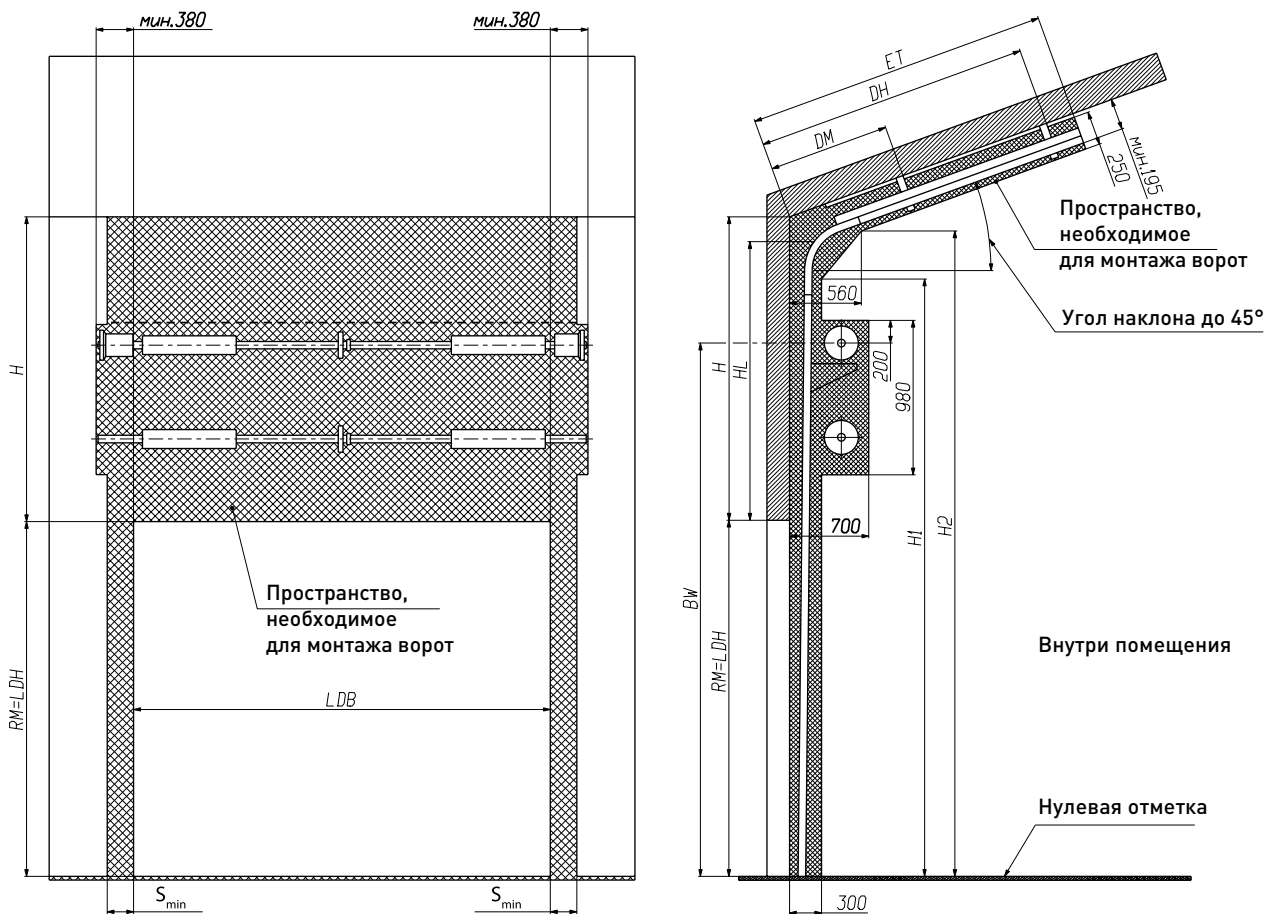 мин.380
мин.380
H
RM=LDH
LDB
Пространство,
необходимое
для монтажа ворот
S min
S min
ET
DH
DM
мин.195
250
Пространство,
необходимое
для монтажа ворот
Угол наклона до 45°
560
200
980
H
HL
700
H1
H2
BW
RM=LDH
Внутри помещения
Нулевая отметка
300